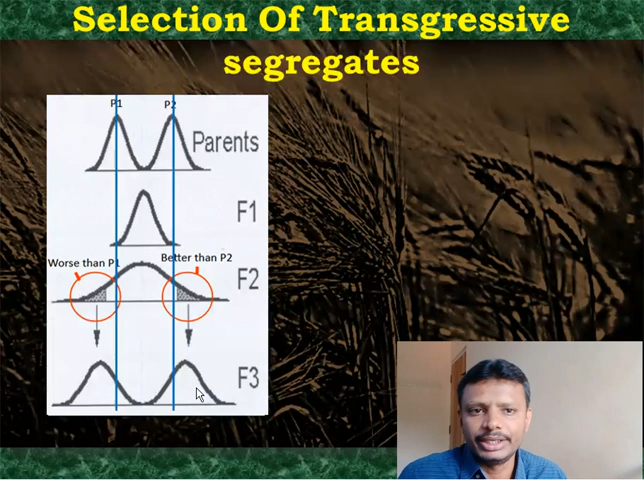 Selection Of Transgressive
segregates
P1 P2
Parents
F1
Worse than P1 Better than P2
F2
F3